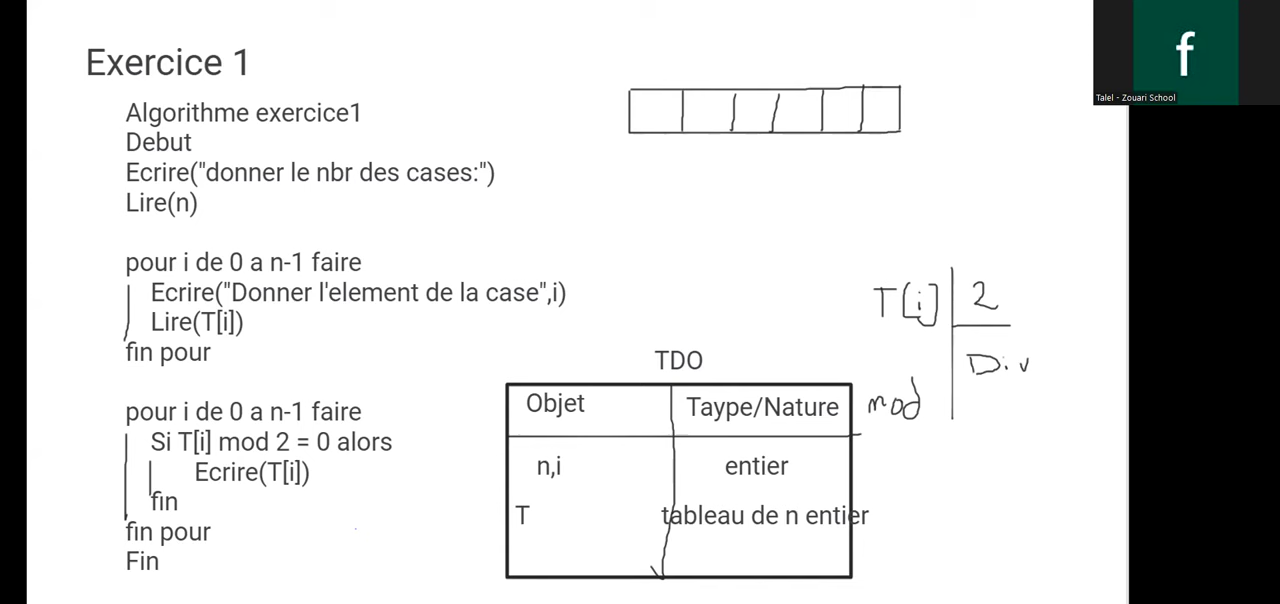 Exercice 1
Algorithme exercice1
Debut
Ecrire("donner le nbr des cases:")
Lire(n)
pour i de 0 a n-1 faire
Ecrire("Donner l'element de la case",i)
Lire(T[i])
fin pour
pour i de 0 a n-1 faire
Si T[i] mod 2 = 0 alors
Ecrire(T[i])
fin
fin pour
Fin
TDO
Objet Taype/Nature
n,i entier
T tableau de n entier
T[i] 2
mod Div
f
Talel - Zouari School